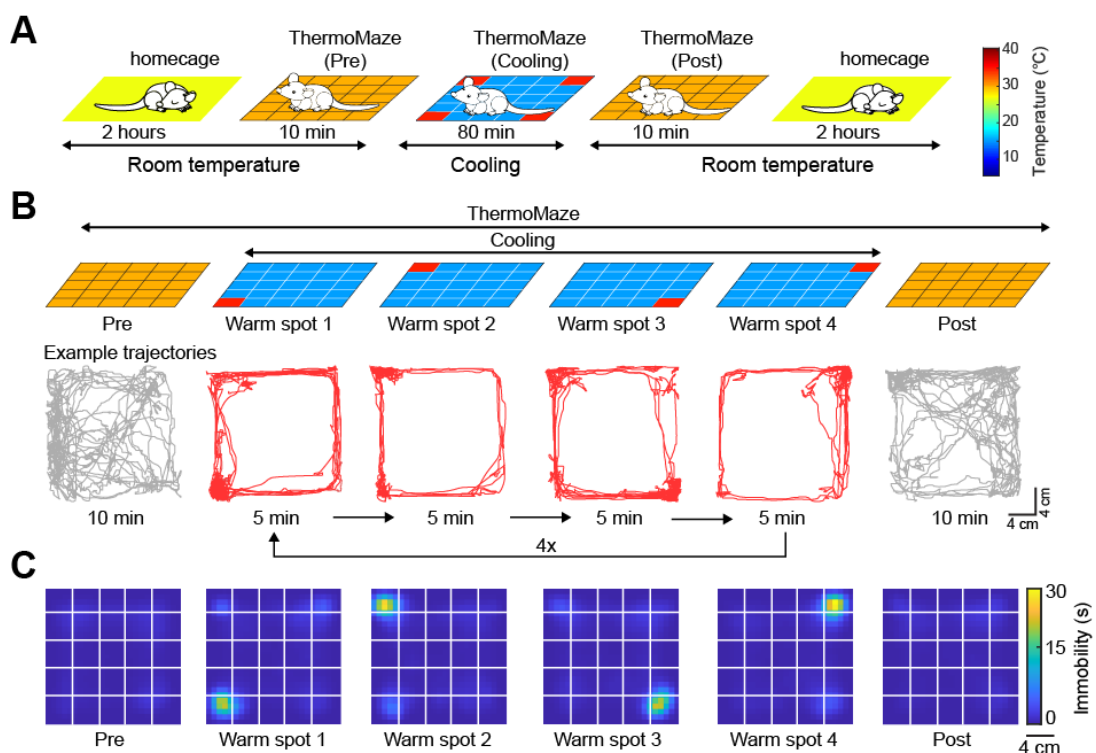 A
homecage
ThermoMaze
(Pre)
ThermoMaze
(Cooling)
ThermoMaze
(Post)
homecage
2 hours
10 min
80 min
10 min
2 hours
Room temperature
Cooling
Room temperature
40
30
20
10
Temperature (°C)
B
ThermoMaze
Cooling
Pre
Warm spot 1
Warm spot 2
Warm spot 3
Warm spot 4
Post
Example trajectories
10 min
5 min
5 min
5 min
5 min
10 min
4 cm
4 cm
4x
C
30
15
0
Immobility (s)
Pre
Warm spot 1
Warm spot 2
Warm spot 3
Warm spot 4
Post
4 cm